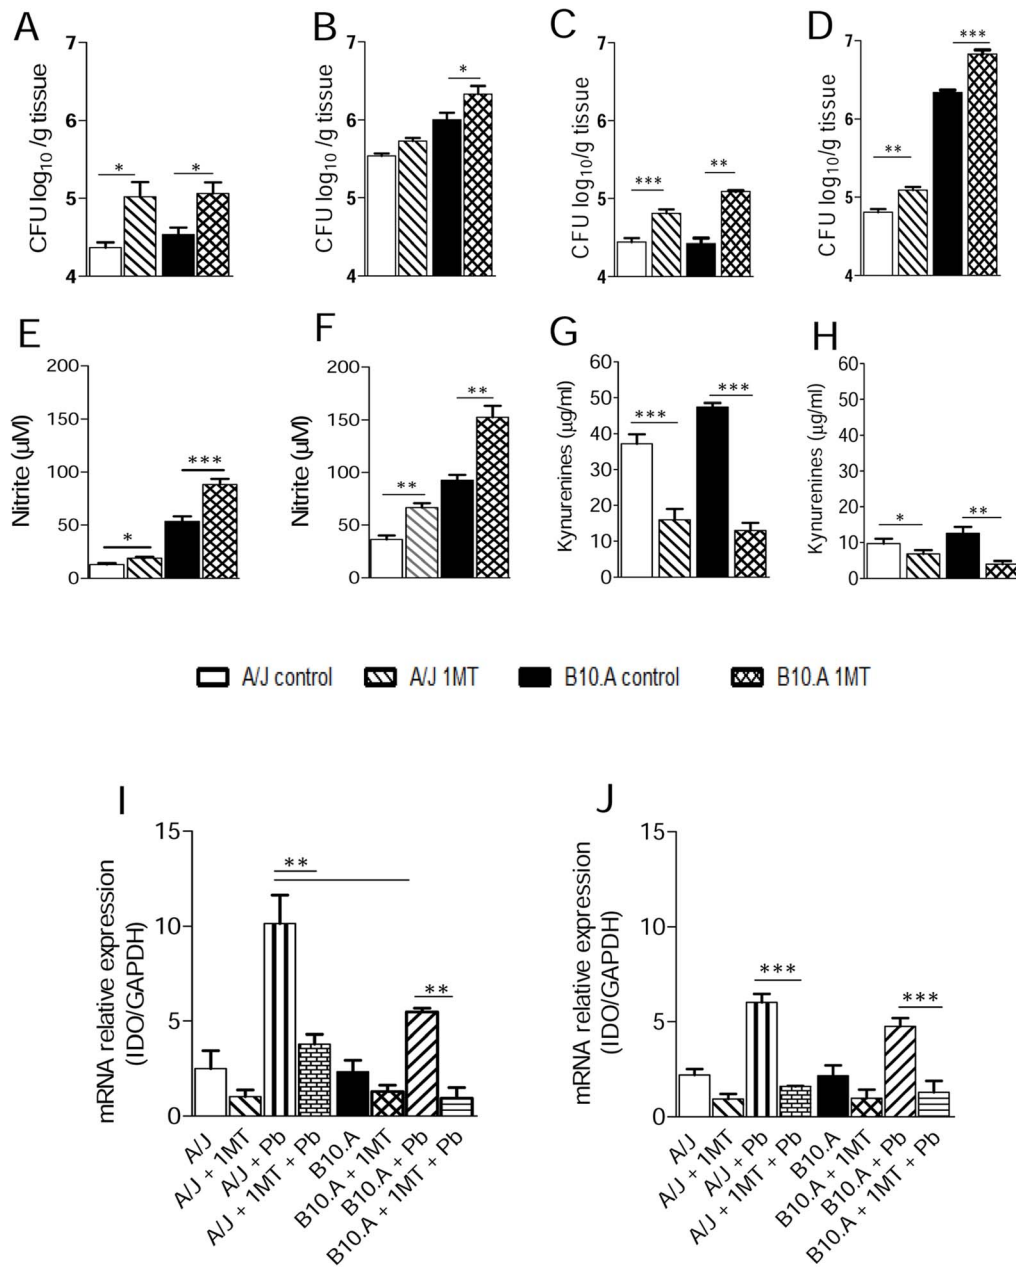 A
B
C
D
CFU log10 /g tissue
7
6
5
4
*
*
CFU log10 /g tissue
7
6
5
4
*
CFU log10/g tissue
7
6
5
4
***
**
CFU log10/g tissue
7
6
5
4
**
***
E
F
G
H
Nitrite (µM)
200
150
100
50
0
*
***
Nitrite (µM)
200
150
100
50
0
**
**
Kynurenines (µg/ml)
60
50
40
30
20
10
0
***
***
Kynurenines (µg/ml)
60
50
40
30
20
10
0
*
**
A/J control
A/J 1MT
B10.A control
B10.A 1MT
I
mRNA relative expression
(IDO/GAPDH)
15
10
5
0
**
**
A/J
A/J + 1MT
A/J + Pb
A/J + 1MT + Pb
B10.A
B10.A + 1MT
B10.A + Pb
B10.A + 1MT + Pb
J
mRNA relative expression
(IDO/GAPDH)
15
10
5
0
***
***
A/J
A/J + 1MT
A/J + Pb
A/J + 1MT + Pb
B10.A
B10.A + 1MT
B10.A + Pb
B10.A + 1MT + Pb